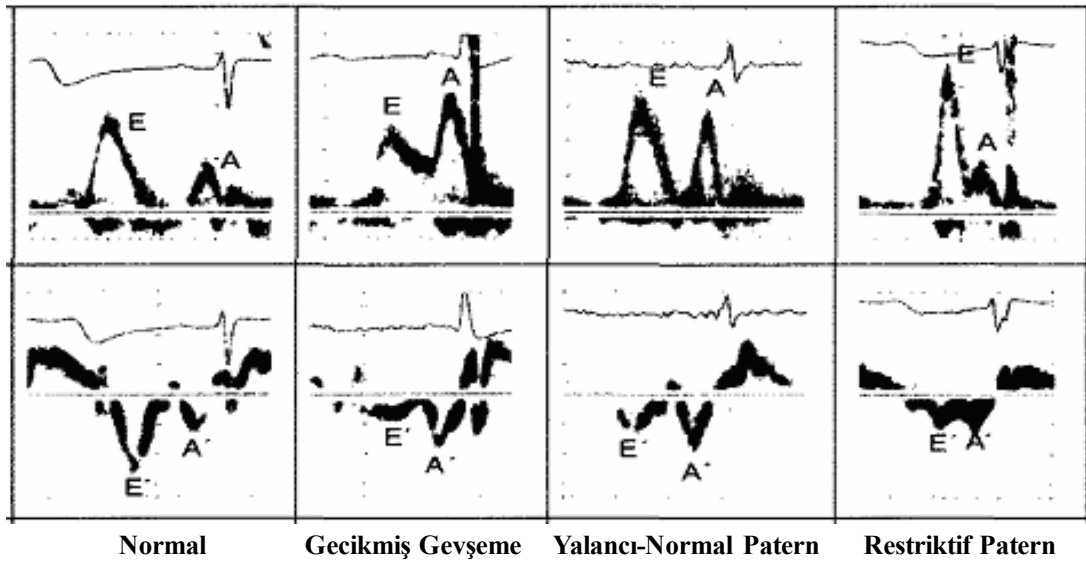 E A
E A
E A
E A
E´ A´
E´ A´
E´ A´
E´ A´
Normal
Gecikmiş Gevşeme
Yalancı-Normal Patern
Restriktif Patern